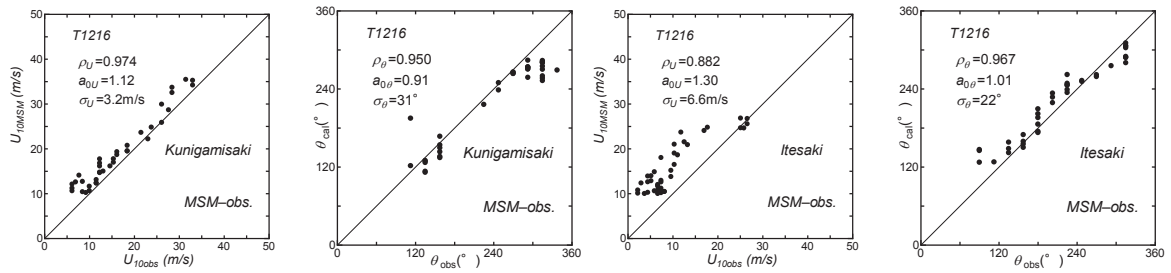 50
40
30
20
10
0
U10MSM (m/s)
T1216
ρU=0.974
a0U=1.12
σU=3.2m/s
Kunigamisaki
MSM–obs.
0 10 20 30 40 50
U10obs (m/s)
360
240
120
0
θcal(°)
T1216
ρθ=0.950
a0θ=0.91
σθ=31°
Kunigamisaki
MSM–obs.
0 120 240 360
θobs(°)
50
40
30
20
10
0
U10MSM (m/s)
T1216
ρU=0.882
a0U=1.30
σU=6.6m/s
Itesaki
MSM–obs.
0 10 20 30 40 50
U10obs (m/s)
360
240
120
0
θcal(°)
T1216
ρθ=0.967
a0θ=1.01
σθ=22°
Itesaki
MSM–obs.
0 120 240 360
θobs(°)